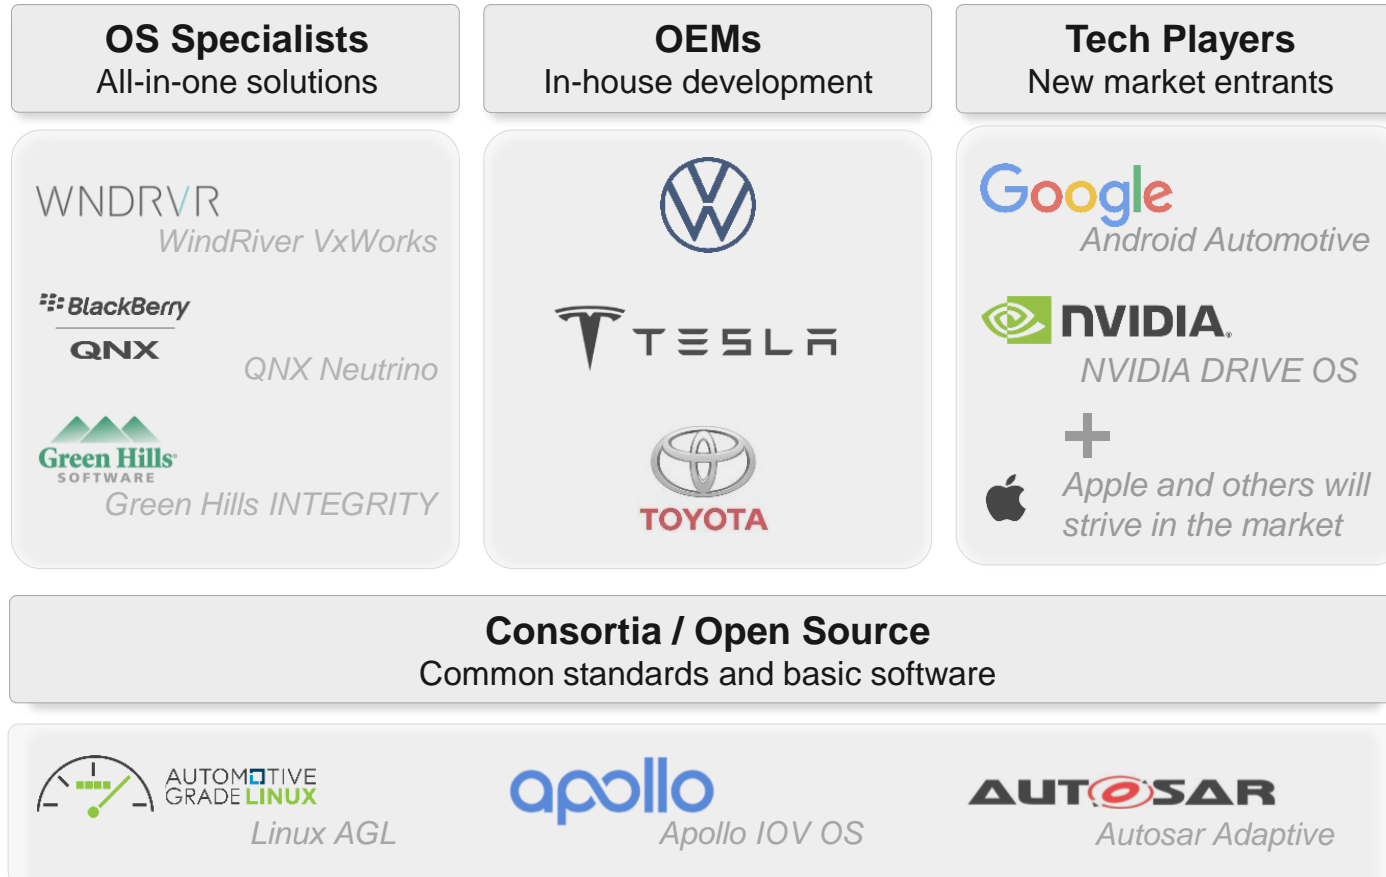 OS Specialists
All-in-one solutions
WNDRVR
WindRiver VxWorks
BlackBerry
QNX
QNX Neutrino
Green Hills
SOFTWARE
Green Hills INTEGRITY
OEMs
In-house development
VW
TESLA
TOYOTA
Tech Players
New market entrants
Google
Android Automotive
NVIDIA.
NVIDIA DRIVE OS
+
Apple and others will
strive in the market
Consortia / Open Source
Common standards and basic software
AUTOMOTIVE
GRADE LINUX
Linux AGL
apollo
Apollo IOV OS
AUTOSAR
Autosar Adaptive